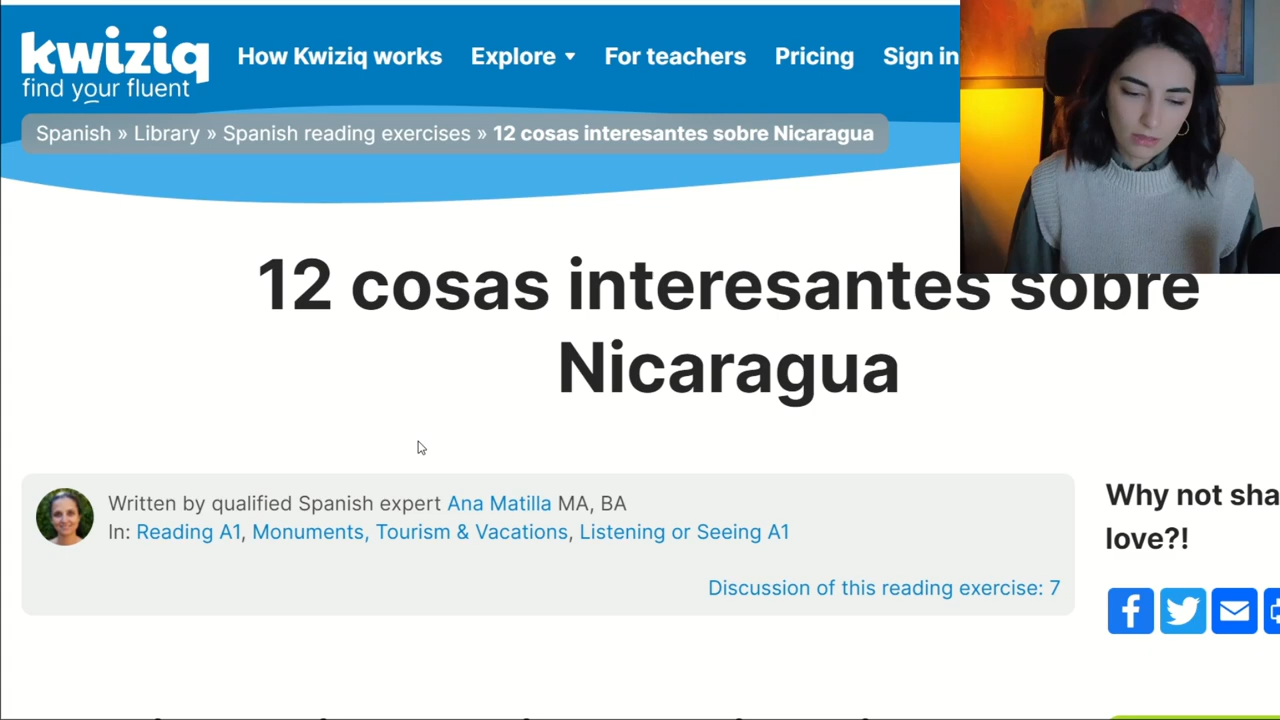 kwiziq
find your fluent
How Kwiziq works Explore For teachers Pricing Sign in
Spanish » Library » Spanish reading exercises » 12 cosas interesantes sobre Nicaragua
12 cosas interesantes sobre
Nicaragua
Written by qualified Spanish expert Ana Matilla MA, BA
In: Reading A1, Monuments, Tourism & Vacations, Listening or Seeing A1
Discussion of this reading exercise: 7
Why not sha
love?!